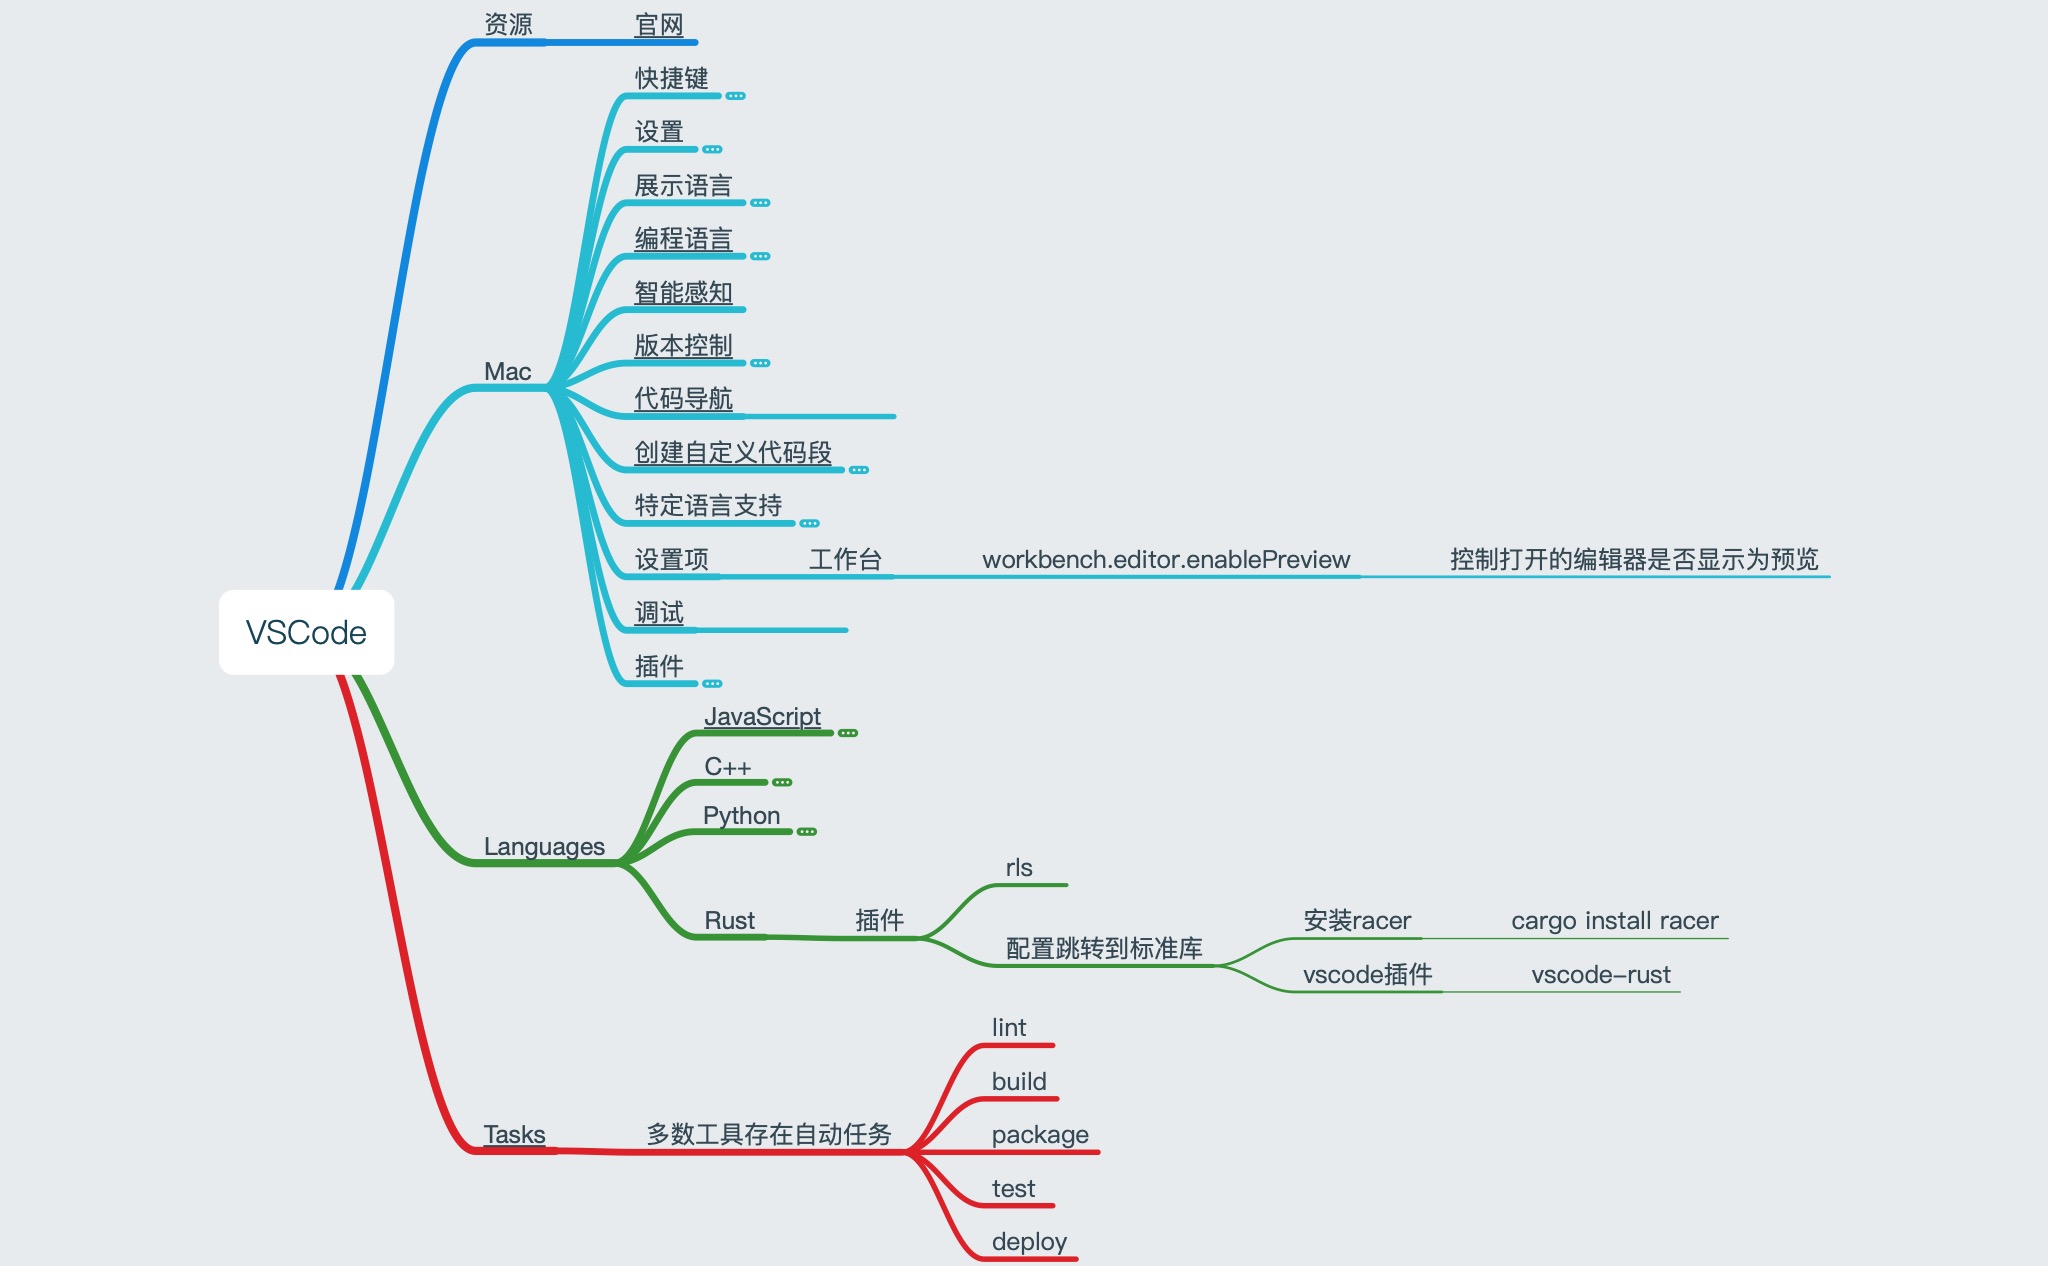 资源
官网
快捷键
设置
展示语言
编程语言
智能感知
版本控制
Mac
代码导航
创建自定义代码段
特定语言支持
设置项
工作台
workbench.editor.enablePreview
控制打开的编辑器是否显示为预览
调试
VSCode
插件
JavaScript
C++
Python
Languages
rls
Rust
插件
安装racer
cargo install racer
配置跳转到标准库
vscode插件
vscode-rust
lint
build
Tasks
多数工具存在自动任务
package
test
deploy